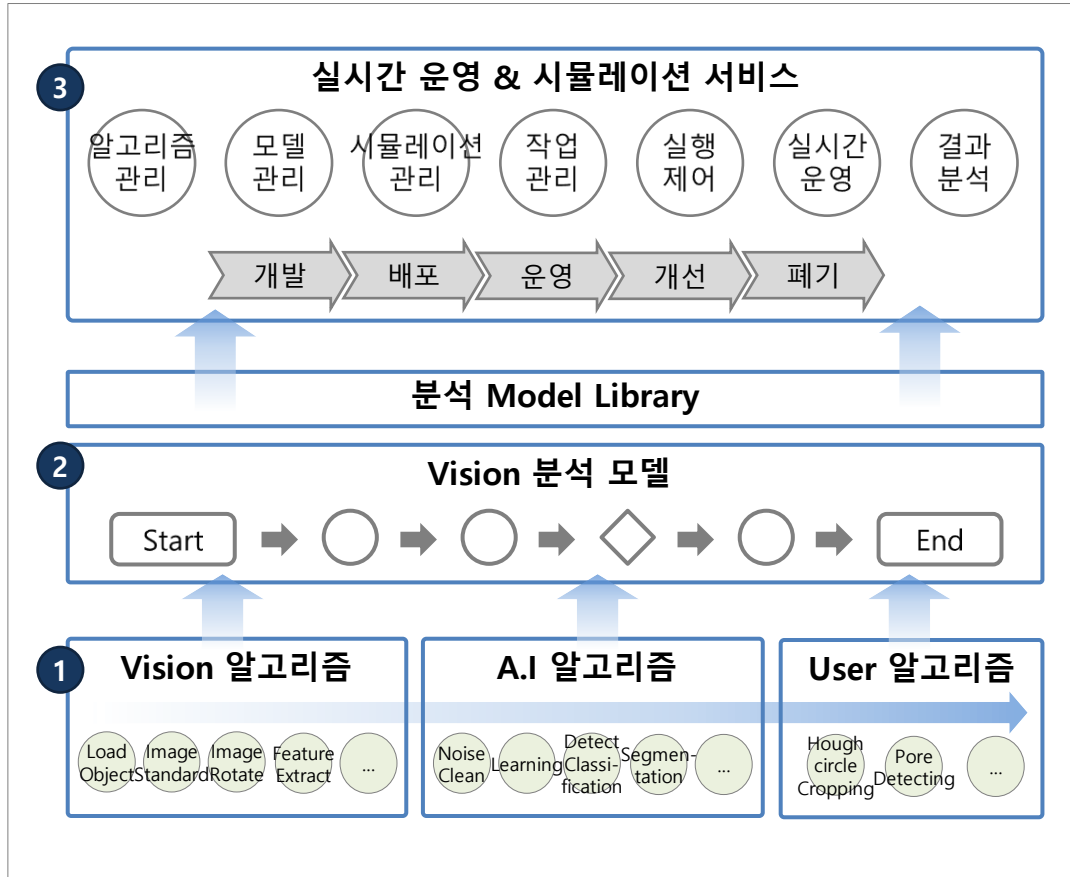 3
실시간 운영 & 시뮬레이션 서비스
알고리즘
관리
모델
관리
시뮬레이션
관리
작업
관리
실행
제어
실시간
운영
결과
분석
개발
배포
운영
개선
폐기
분석 Model Library
2
Vision 분석 모델
Start
End
1
Vision 알고리즘
Load
Object
Image
Standard
Image
Rotate
Feature
Extract
...
A.I 알고리즘
Noise
Clean
Learning
Detect
Classi-
fication
Segmen-
tation
...
User 알고리즘
Hough
circle
Cropping
Pore
Detecting
...